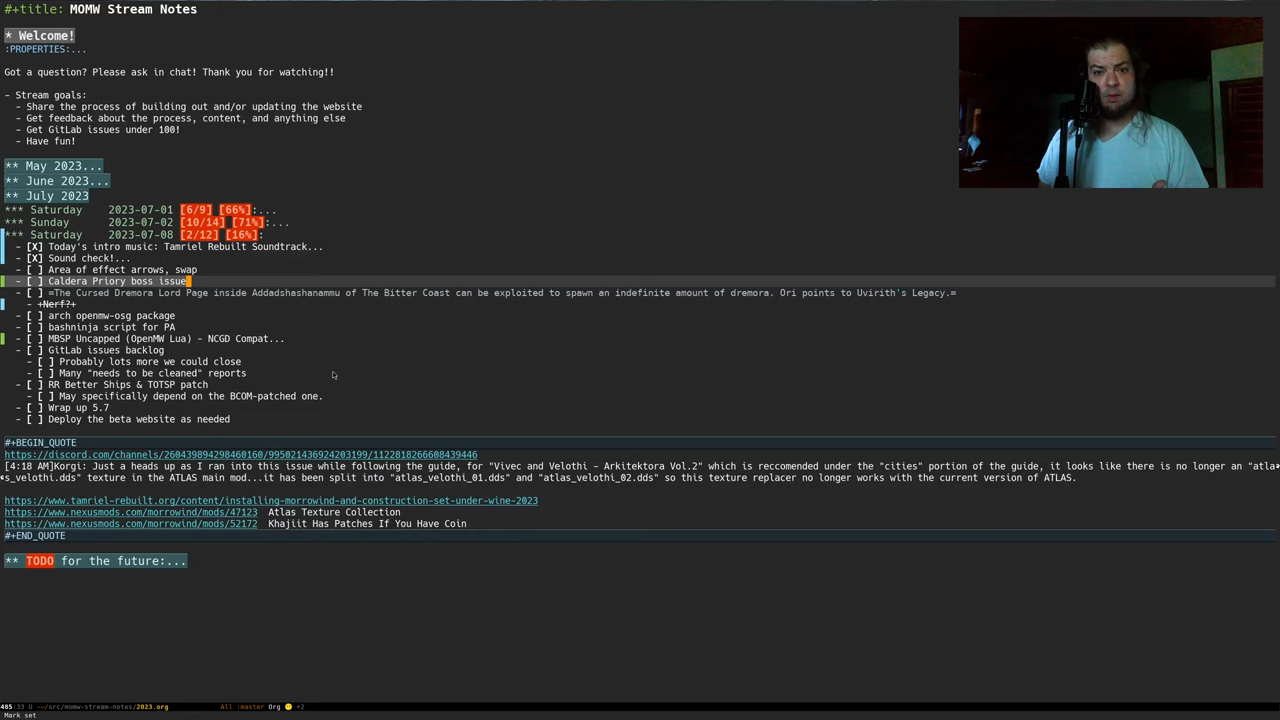 #+title: MOMW Stream Notes
* Welcome!
:PROPERTIES:...
Got a question? Please ask in chat! Thank you for watching!!
- Stream goals:
- Share the process of building out and/or updating the website
- Get feedback about the process, content, and anything else
- Get GitLab issues under 100!
- Have fun!
** May 2023...
** June 2023...
** July 2023
*** Saturday 2023-07-01 [6/9] [66%]:...
*** Sunday 2023-07-02 [10/14] [71%]:...
*** Saturday 2023-07-08 [2/12] [16%]:
- [X] Today's intro music: Tamriel Rebuilt Soundtrack...
- [X] Sound check!...
- [ ] Area of effect arrows, swap
- [ ] Caldera Priory boss issue
- [ ] =The Cursed Dremora Lord Page inside Addadshashanammu of The Bitter Coast can be exploited to spawn an indefinite amount of dremora. Ori points to Uvirith's Legacy.=
- +Nerf?+
- [ ] arch openmw-osg package
- [ ] bashninja script for PA
- [ ] MBSP Uncapped (OpenMW Lua) - NCGD Compat...
- [ ] GitLab issues backlog
- [ ] Probably lots more we could close
- [ ] Many "needs to be cleaned" reports
- [ ] RR Better Ships & TOTSP patch
- [ ] May specifically depend on the BCOM-patched one.
- [ ] Wrap up 5.7
- [ ] Deploy the beta website as needed
#+BEGIN_QUOTE
https://discord.com/channels/260439894298460160/995021436924203199/1122818266608439446
[4:18 AM]Korgi: Just a heads up as I ran into this issue while following the guide, for "Vivec and Velothi - Arkitektora Vol.2" which is reccomended under the "cities" portion of the guide, it looks like there is no longer an "atla
s_velothi.dds" texture in the ATLAS main mod...it has been split into "atlas_velothi_01.dds" and "atlas_velothi_02.dds" so this texture replacer no longer works with the current version of ATLAS.
https://www.tamriel-rebuilt.org/content/installing-morrowind-and-construction-set-under-wine-2023
https://www.nexusmods.com/morrowind/mods/47123 Atlas Texture Collection
https://www.nexusmods.com/morrowind/mods/52172 Khajiit Has Patches If You Have Coin
#+END_QUOTE
** TODO for the future:...
485:33 U ~/src/momw-stream-notes/2023.org All :master Org +2
Mark set